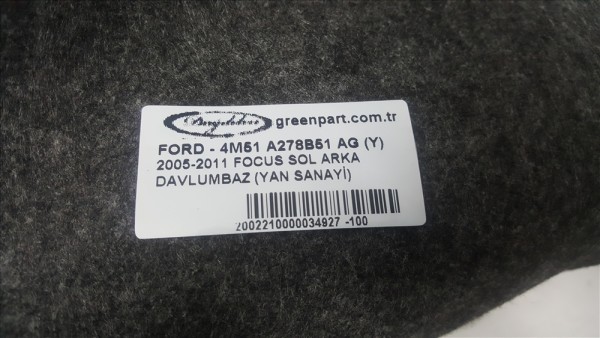 greenpart.com.tr
FORD - 4M51 A278B51 AG (Y)
2005-2011 FOCUS SOL ARKA
DAVLUMBAZ (YAN SANAYİ)
2002210000034927 -100